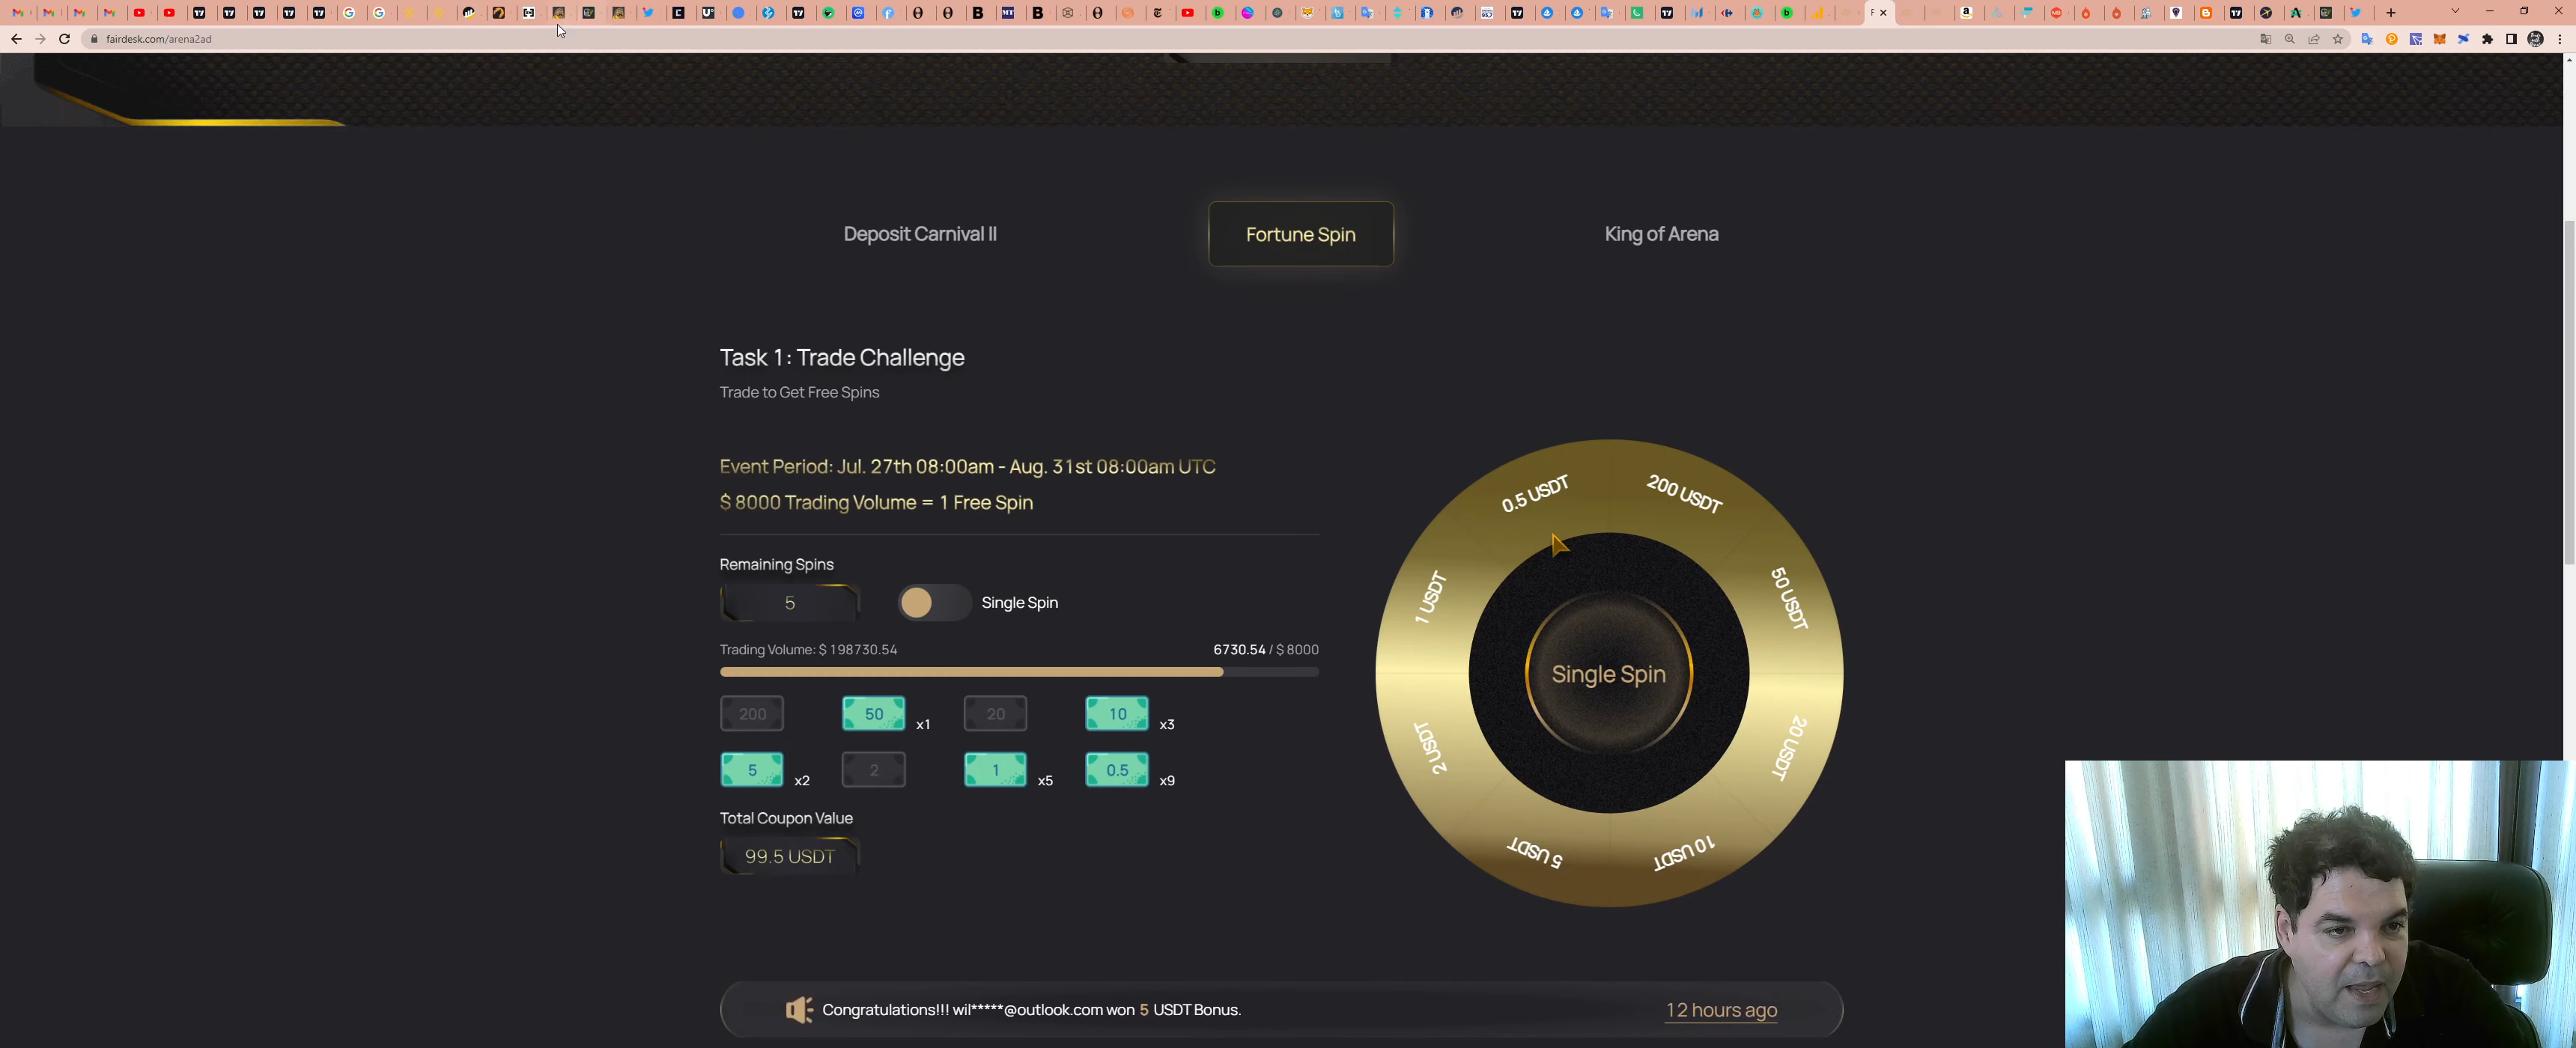 fairdesk.com/arena2ad
Deposit Carnival II
Fortune Spin
King of Arena
Task 1: Trade Challenge
Trade to Get Free Spins
Event Period: Jul. 27th 08:00am - Aug. 31st 08:00am UTC
$ 8000 Trading Volume = 1 Free Spin
Remaining Spins
5
Single Spin
Trading Volume: $ 198730.54
6730.54 / $ 8000
200
50 x1
20
10 x3
5 x2
2
1 x5
0.5 x9
Total Coupon Value
99.5 USDT
0.5 USDT
200 USDT
50 USDT
20 USDT
10 USDT
5 USDT
2 USDT
1 USDT
Single Spin
Congratulations!!! wil*****@outlook.com won 5 USDT Bonus.
12 hours ago